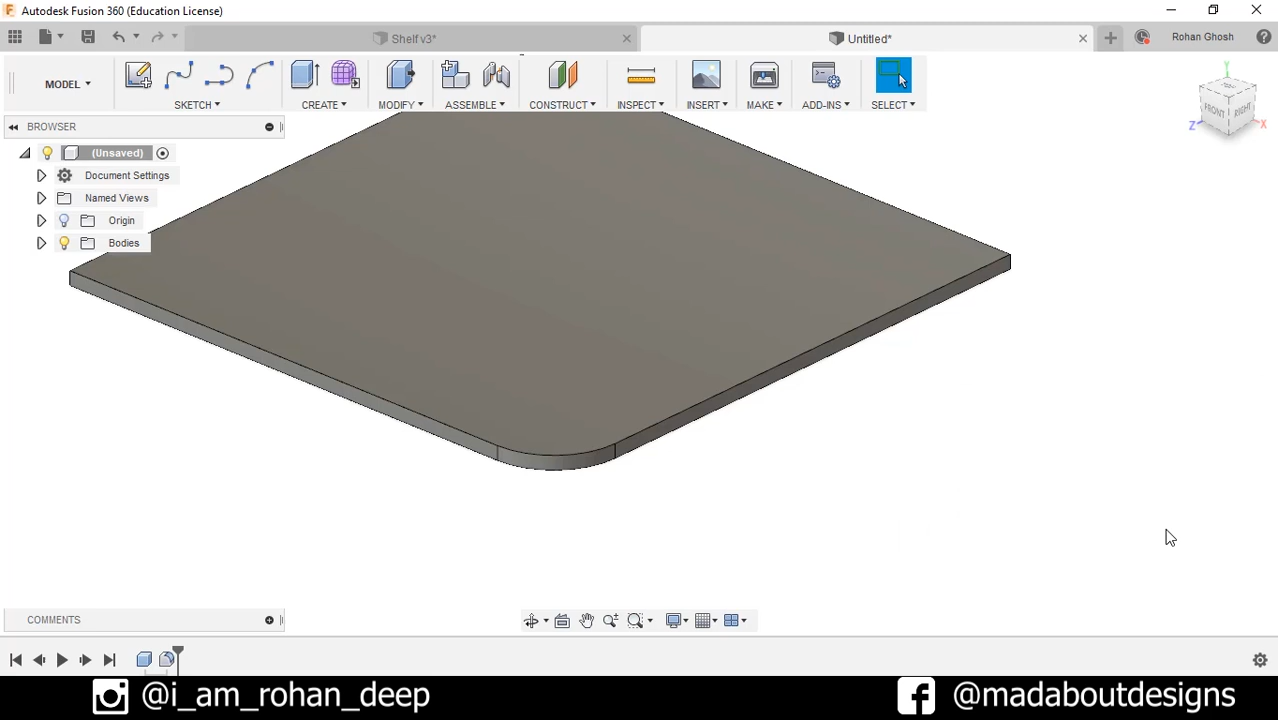 Autodesk Fusion 360 (Education License)
Shelf v3*
Untitled*
Rohan Ghosh
MODEL
SKETCH
CREATE
MODIFY
ASSEMBLE
CONSTRUCT
INSPECT
INSERT
MAKE
ADD-INS
SELECT
Y
FRONT
RIGHT
Z
X
BROWSER
(Unsaved)
Document Settings
Named Views
Origin
Bodies
COMMENTS
@i_am_rohan_deep
@madaboutdesigns